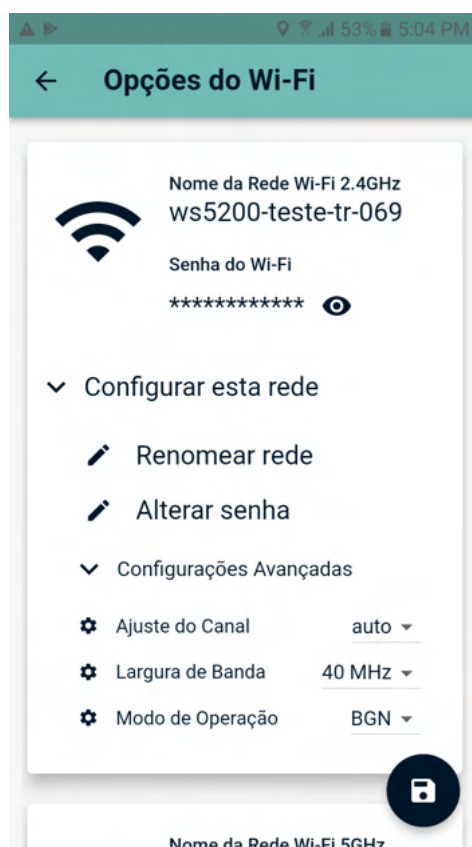 53% 5:04 PM
Opções do Wi-Fi
Nome da Rede Wi-Fi 2.4GHz
ws5200-teste-tr-069
Senha do Wi-Fi
************
Configurar esta rede
Renomear rede
Alterar senha
Configurações Avançadas
Ajuste do Canal auto
Largura de Banda 40 MHz
Modo de Operação BGN
Nome da Rede Wi-Fi 5GHz